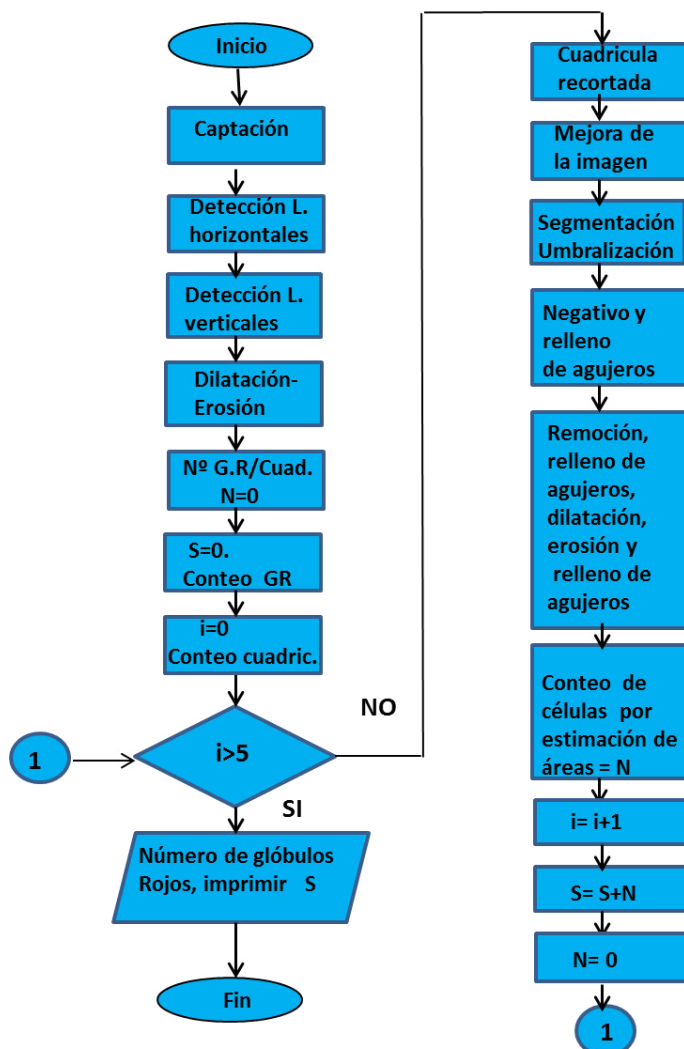 Inicio
Captación
Detección L.
horizontales
Detección L.
verticales
Dilatación-
Erosión
Nº G.R/Cuad.
N=0
S=0.
Conteo GR
i=0
Conteo cuadric.
1
i>5
NO
SI
Número de glóbulos
Rojos, imprimir S
Fin
Cuadricula
recortada
Mejora de
la imagen
Segmentación
Umbralización
Negativo y
relleno
de agujeros
Remoción,
relleno de
agujeros,
dilatación,
erosión y
relleno de
agujeros
Conteo de
células por
estimación de
áreas = N
i= i+1
S= S+N
N= 0
1